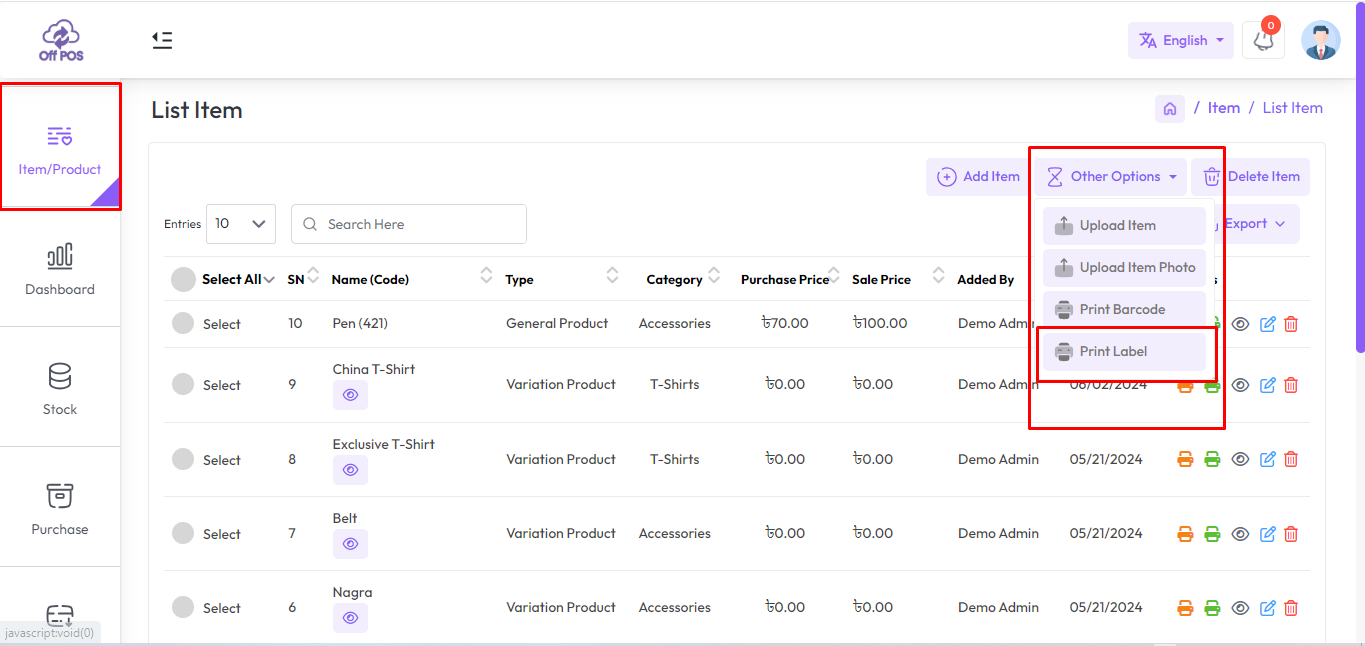 Off POS
English
0
Item/Product
Dashboard
Stock
Purchase
javascript:void(0)
List Item
/ Item / List Item
Add Item
Other Options
Delete Item
Entries 10
Search Here
Export
Upload Item
Upload Item Photo
Print Barcode
Print Label
Select All SN Name (Code) Type Category Purchase Price Sale Price Added By
Select 10 Pen (421) General Product Accessories ৳70.00 ৳100.00 Demo Admin
Select 9 China T-Shirt Variation Product T-Shirts ৳0.00 ৳0.00 Demo Admin 06/02/2024
Select 8 Exclusive T-Shirt Variation Product T-Shirts ৳0.00 ৳0.00 Demo Admin 05/21/2024
Select 7 Belt Variation Product Accessories ৳0.00 ৳0.00 Demo Admin 05/21/2024
Select 6 Nagra Variation Product Accessories ৳0.00 ৳0.00 Demo Admin 05/21/2024